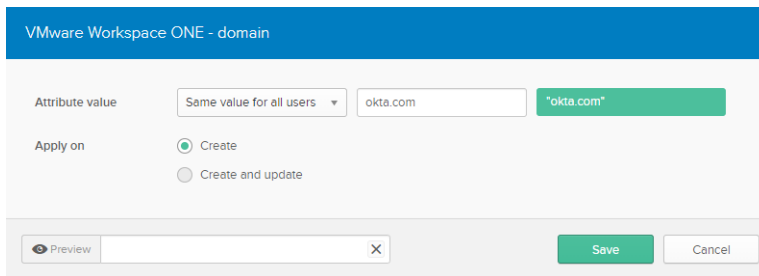 VMware Workspace ONE - domain
Attribute value Same value for all users okta.com "okta.com"
Apply on Create
Create and update
Preview Save Cancel